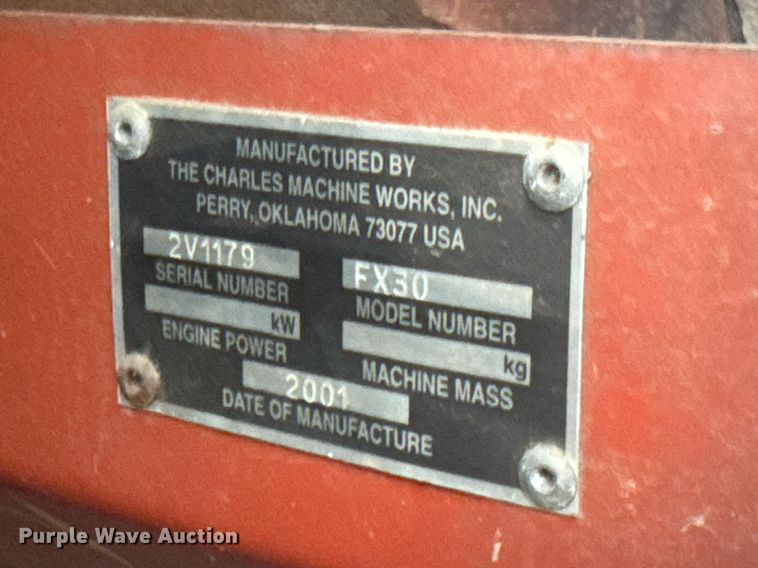 MANUFACTURED BY
THE CHARLES MACHINE WORKS, INC.
PERRY, OKLAHOMA 73077 USA
2V1179
SERIAL NUMBER
FX30
MODEL NUMBER
kW
ENGINE POWER
kg
MACHINE MASS
2001
DATE OF MANUFACTURE
Purple Wave Auction